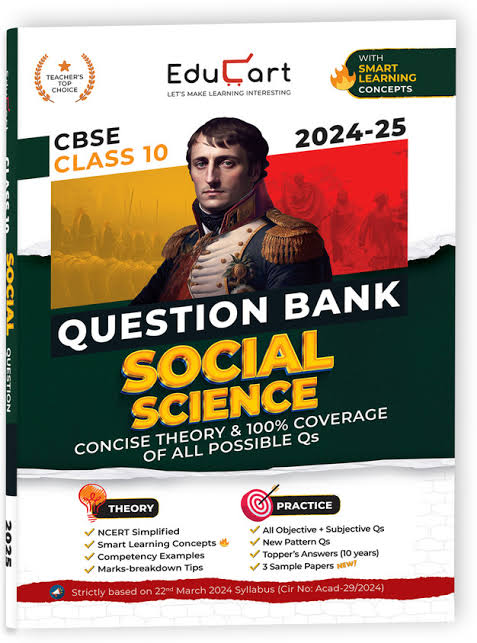 TEACHER'S
TOP
CHOICE
EduCart
LET'S MAKE LEARNING INTERESTING
WITH
SMART
LEARNING
CONCEPTS
CBSE
CLASS 10
2024-25
QUESTION BANK
SOCIAL
SCIENCE
CONCISE THEORY & 100% COVERAGE
OF ALL POSSIBLE Qs
THEORY
NCERT Simplified
Smart Learning Concepts
Competency Examples
Marks-breakdown Tips
PRACTICE
All Objective + Subjective Qs
New Pattern Qs
Topper's Answers (10 years)
3 Sample Papers NEW!
Strictly based on 22nd March 2024 Syllabus (Cir No: Acad-29/2024)
EduCart
CLASS 10
SOCIAL
QUESTION
2025